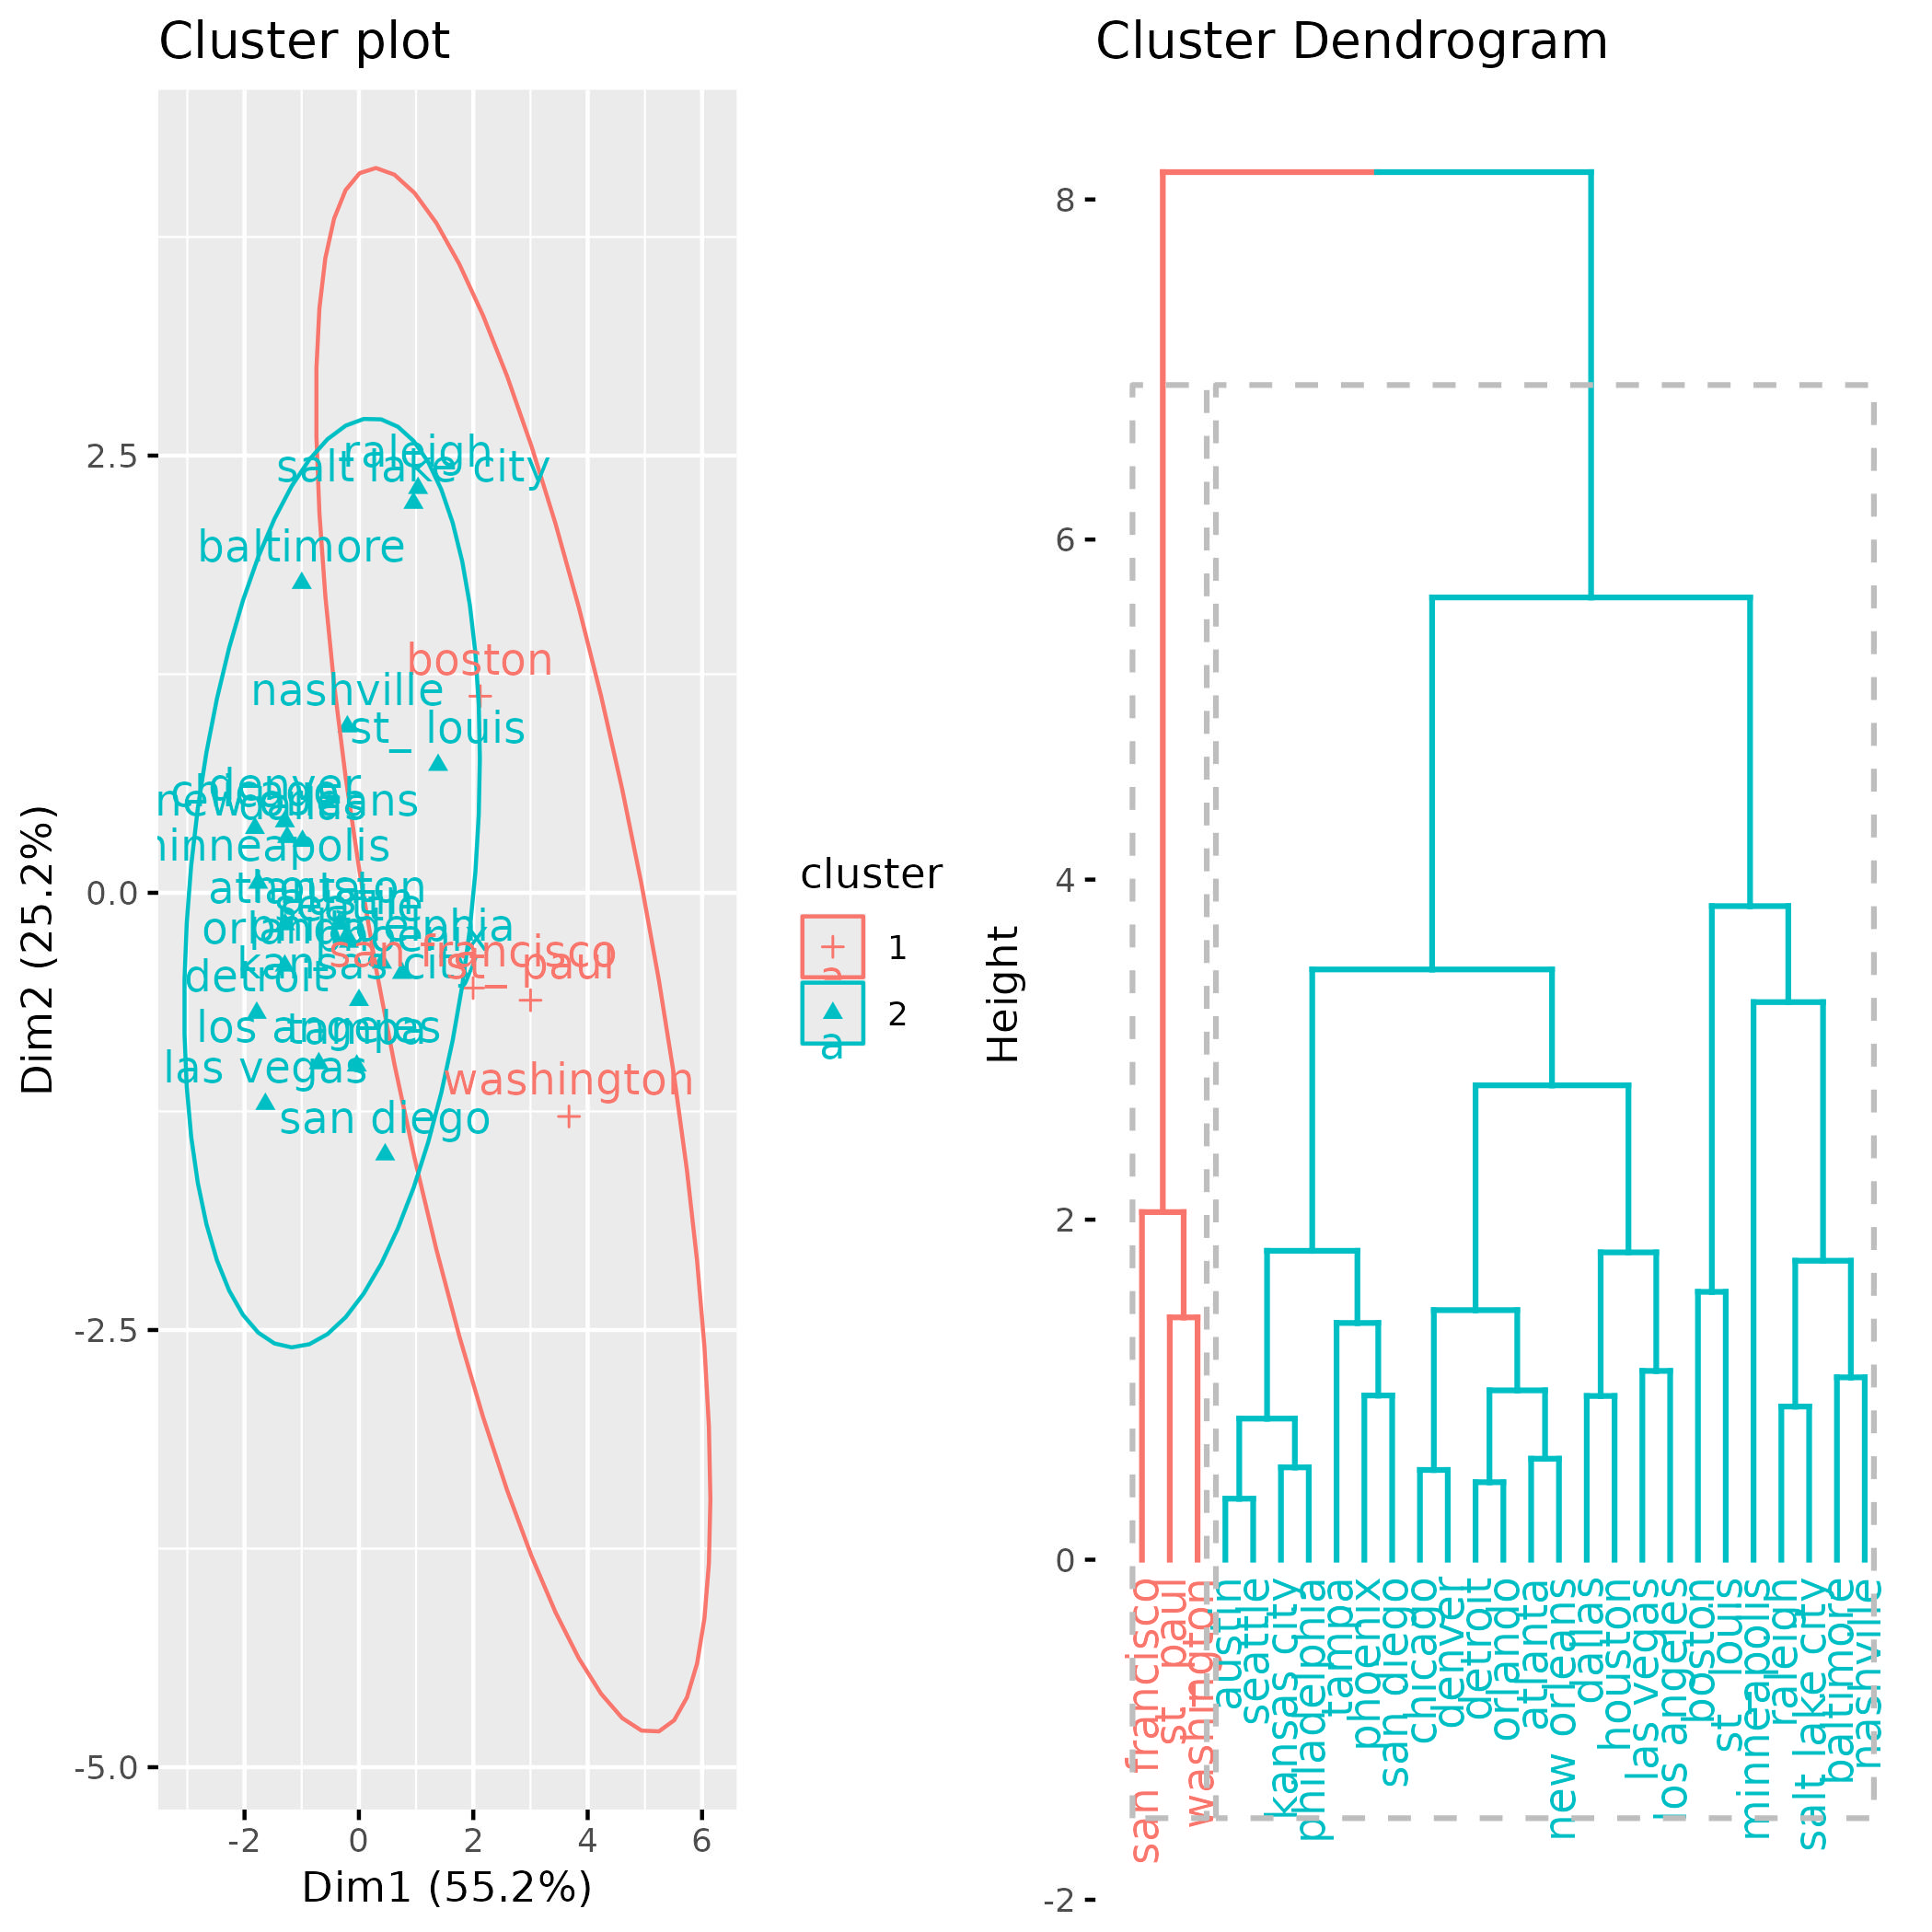 Cluster plot
2.5
0.0
-2.5
-5.0
-2
0
2
4
6
Dim1 (55.2%)
Dim2 (25.2%)
raleigh
salt lake city
baltimore
boston
nashville
st_ louis
denver
chicago
new orleans
dallas
minneapolis
atlanta
houston
seattle
orlando
philadelphia
phoenix
san francisco
kansas city
st_ paul
detroit
los angeles
tampa
las vegas
washington
san diego
cluster
1
2
a
Cluster Dendrogram
8
6
4
2
0
-2
Height
san francisco
st_ paul
washington
austin
seattle
kansas city
philadelphia
tampa
phoenix
san diego
chicago
denver
detroit
orlando
atlanta
new orleans
dallas
houston
las vegas
los angeles
boston
st_ louis
minneapolis
raleigh
salt lake city
baltimore
nashville